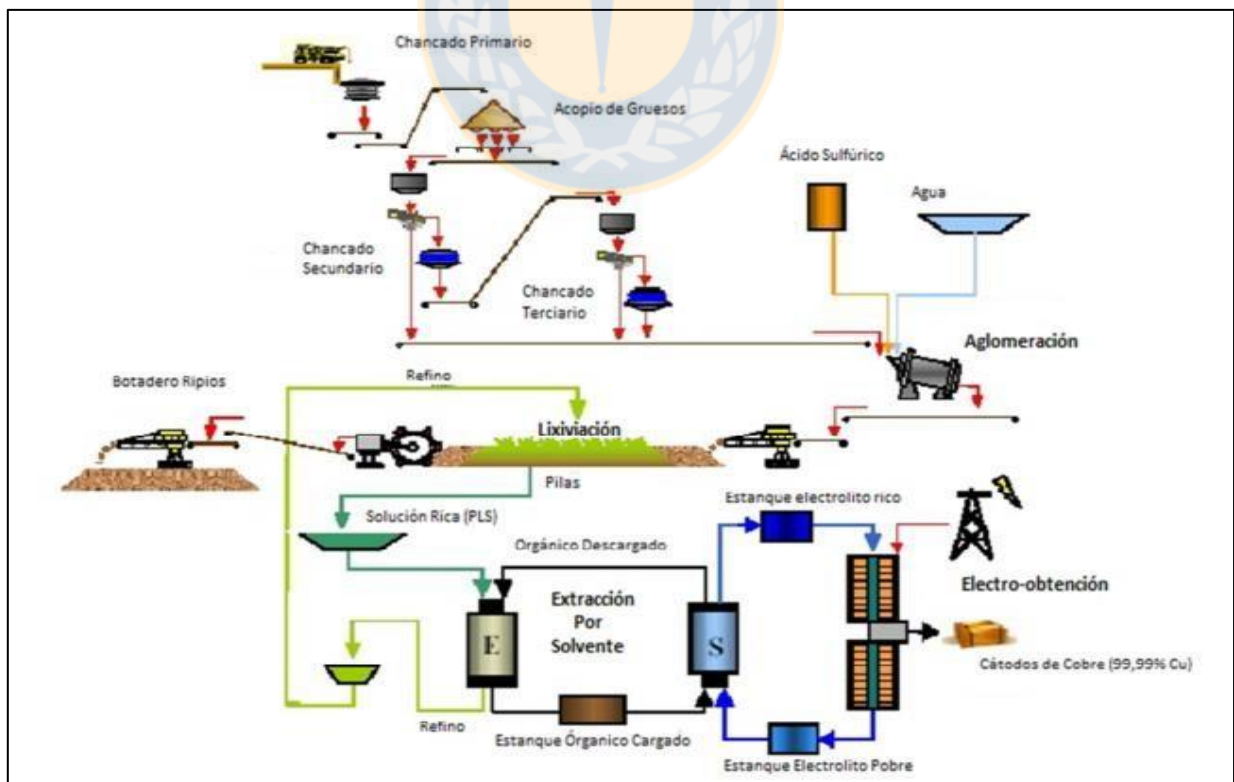 Chancado Primario
Acopio de Gruesos
Ácido Sulfúrico
Agua
Chancado
Secundario
Chancado
Terciario
Aglomeración
Refino
Botadero Ripios
Lixiviación
Pilas
Estanque electrolito rico
Solución Rica (PLS)
Orgánico Descargado
Electro-obtención
Extracción
Por
Solvente
E
S
Cátodos de Cobre (99,99% Cu)
Refino
Estanque Órganico Cargado
Estanque Electrolito Pobre